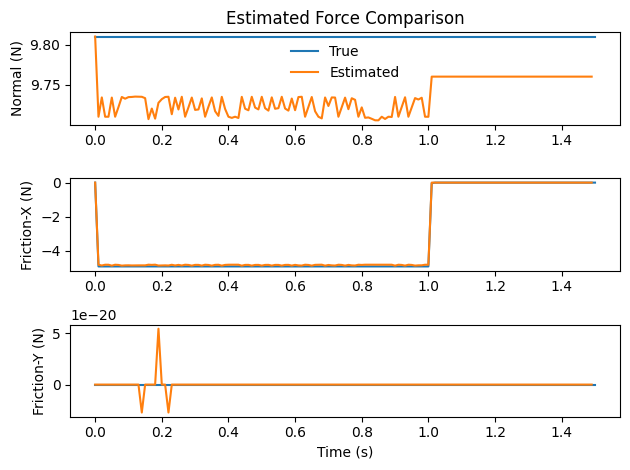 Estimated Force Comparison
Normal (N)
9.80
9.75
True
Estimated
0.0 0.2 0.4 0.6 0.8 1.0 1.2 1.4
Friction-X (N)
0
−2
−4
0.0 0.2 0.4 0.6 0.8 1.0 1.2 1.4
1e−20
Friction-Y (N)
5
0
0.0 0.2 0.4 0.6 0.8 1.0 1.2 1.4
Time (s)